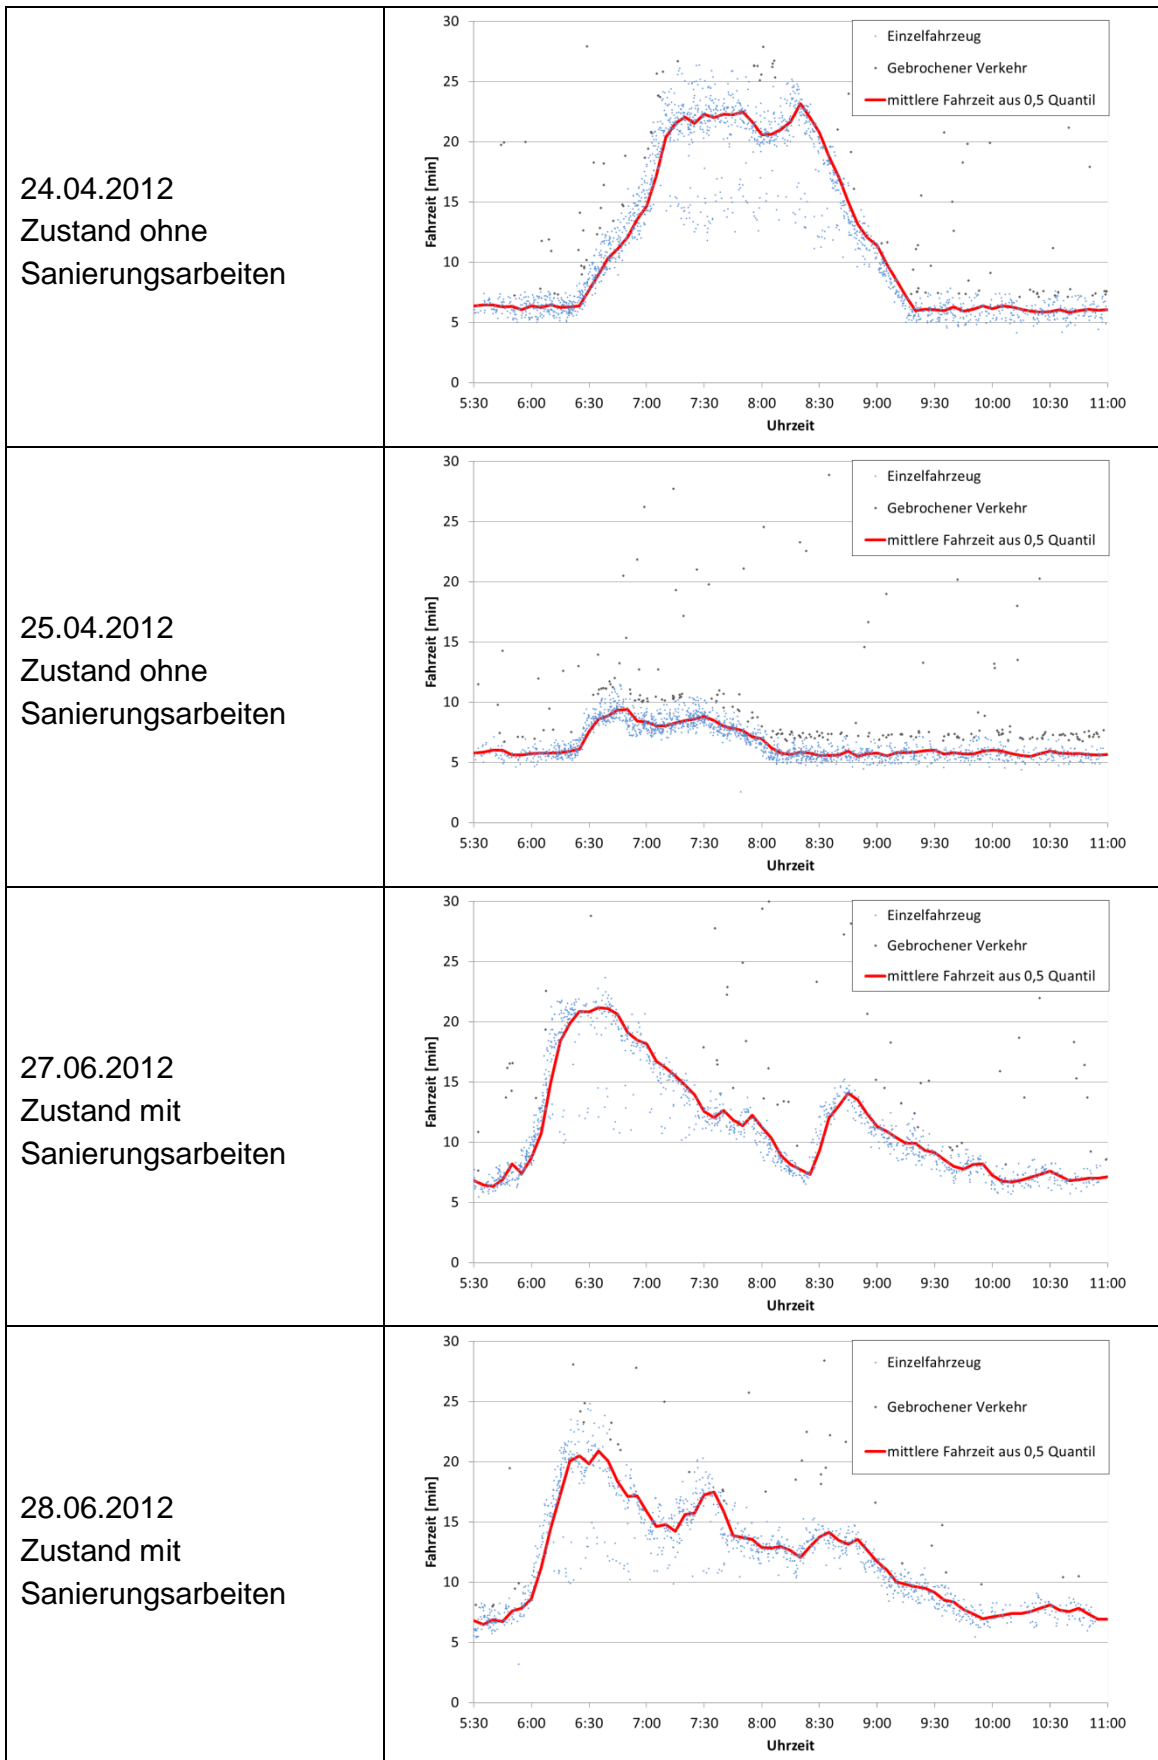 24.04.2012
Zustand ohne
Sanierungsarbeiten
30
25
20
15
10
5
0
Fahrzeit [min]
Einzelfahrzeug
Gebrochener Verkehr
mittlere Fahrzeit aus 0,5 Quantil
5:30 6:00 6:30 7:00 7:30 8:00 8:30 9:00 9:30 10:00 10:30 11:00
Uhrzeit
25.04.2012
Zustand ohne
Sanierungsarbeiten
30
25
20
15
10
5
0
Fahrzeit [min]
Einzelfahrzeug
Gebrochener Verkehr
mittlere Fahrzeit aus 0,5 Quantil
5:30 6:00 6:30 7:00 7:30 8:00 8:30 9:00 9:30 10:00 10:30 11:00
Uhrzeit
27.06.2012
Zustand mit
Sanierungsarbeiten
30
25
20
15
10
5
0
Fahrzeit [min]
Einzelfahrzeug
Gebrochener Verkehr
mittlere Fahrzeit aus 0,5 Quantil
5:30 6:00 6:30 7:00 7:30 8:00 8:30 9:00 9:30 10:00 10:30 11:00
Uhrzeit
28.06.2012
Zustand mit
Sanierungsarbeiten
30
25
20
15
10
5
0
Fahrzeit [min]
Einzelfahrzeug
Gebrochener Verkehr
mittlere Fahrzeit aus 0,5 Quantil
5:30 6:00 6:30 7:00 7:30 8:00 8:30 9:00 9:30 10:00 10:30 11:00
Uhrzeit